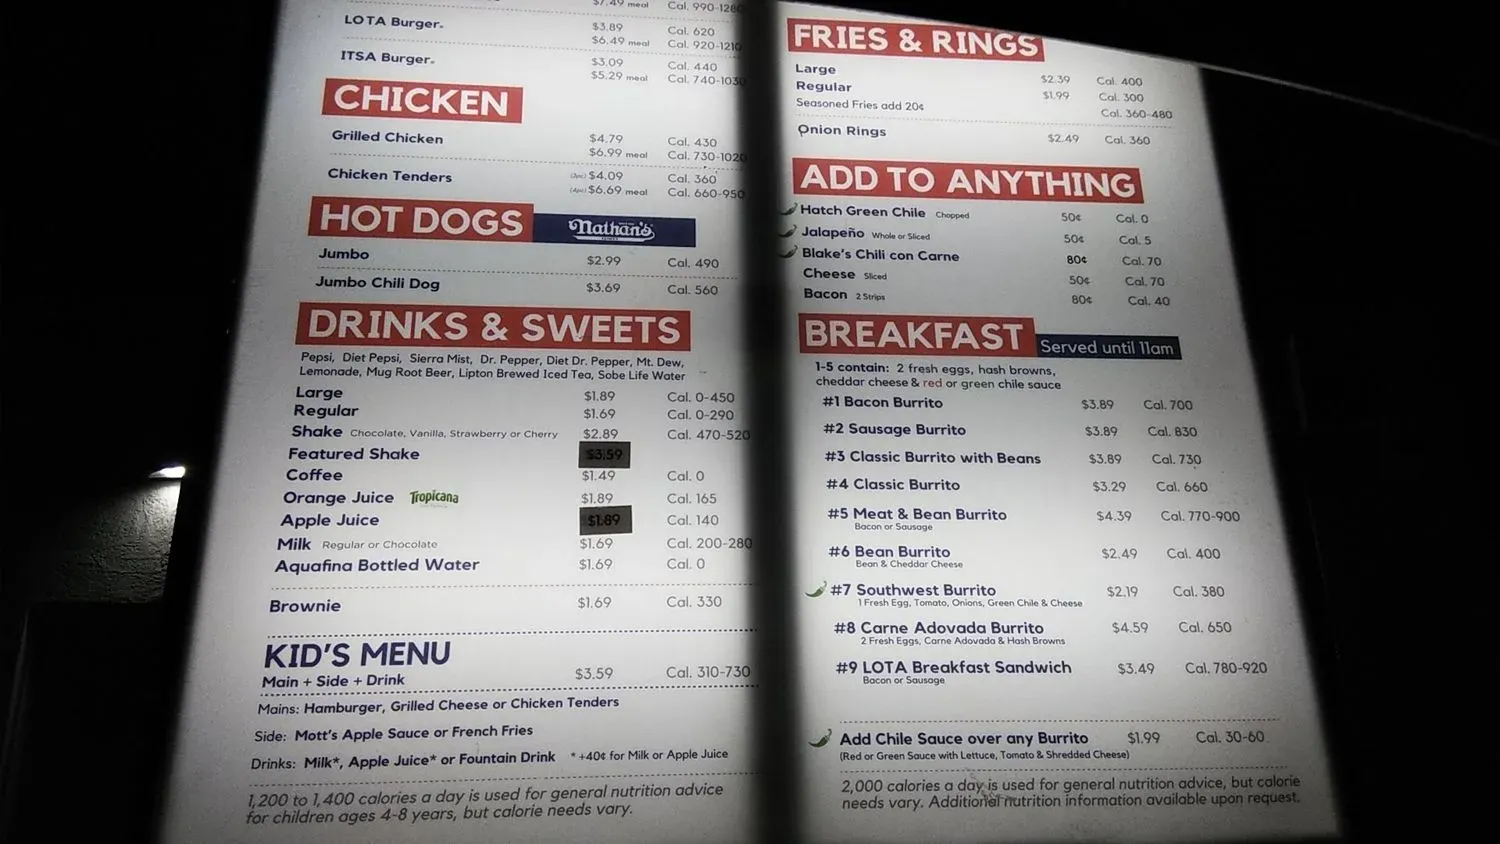 $7.49 meal Cal. 990-1280
LOTA Burger® $3.89 Cal. 620
$6.49 meal Cal. 920-1210
ITSA Burger® $3.09 Cal. 440
$5.29 meal Cal. 740-1030
CHICKEN
Grilled Chicken $4.79 Cal. 430
$6.99 meal Cal. 730-1020
Chicken Tenders (3pc) $4.09 Cal. 360
(4pc) $6.69 meal Cal. 660-950
HOT DOGS Nathan's
Jumbo $2.99 Cal. 490
Jumbo Chili Dog $3.69 Cal. 560
DRINKS & SWEETS
Pepsi, Diet Pepsi, Sierra Mist, Dr. Pepper, Diet Dr. Pepper, Mt. Dew,
Lemonade, Mug Root Beer, Lipton Brewed Iced Tea, Sobe Life Water
Large $1.89 Cal. 0-450
Regular $1.69 Cal. 0-290
Shake Chocolate, Vanilla, Strawberry or Cherry $2.89 Cal. 470-520
Featured Shake $3.59
Coffee $1.49 Cal. 0
Orange Juice Tropicana $1.89 Cal. 165
Apple Juice $1.89 Cal. 140
Milk Regular or Chocolate $1.69 Cal. 200-280
Aquafina Bottled Water $1.69 Cal. 0
Brownie $1.69 Cal. 330
KID'S MENU
Main + Side + Drink $3.59 Cal. 310-730
Mains: Hamburger, Grilled Cheese or Chicken Tenders
Side: Mott's Apple Sauce or French Fries
Drinks: Milk*, Apple Juice* or Fountain Drink *+40¢ for Milk or Apple Juice
1,200 to 1,400 calories a day is used for general nutrition advice
for children ages 4-8 years, but calorie needs vary.
FRIES & RINGS
Large $2.39 Cal. 400
Regular $1.99 Cal. 300
Seasoned Fries add 20¢ Cal. 360-480
Onion Rings $2.49 Cal. 360
ADD TO ANYTHING
Hatch Green Chile Chopped 50¢ Cal. 0
Jalapeño Whole or Sliced 50¢ Cal. 5
Blake's Chili con Carne 80¢ Cal. 70
Cheese Sliced 50¢ Cal. 70
Bacon 2 Strips 80¢ Cal. 40
BREAKFAST Served until 11am
1-5 contain: 2 fresh eggs, hash browns,
cheddar cheese & red or green chile sauce
#1 Bacon Burrito $3.89 Cal. 700
#2 Sausage Burrito $3.89 Cal. 830
#3 Classic Burrito with Beans $3.89 Cal. 730
#4 Classic Burrito $3.29 Cal. 660
#5 Meat & Bean Burrito $4.39 Cal. 770-900
Bacon or Sausage
#6 Bean Burrito $2.49 Cal. 400
Bean & Cheddar Cheese
#7 Southwest Burrito $2.19 Cal. 380
1 Fresh Egg, Tomato, Onions, Green Chile & Cheese
#8 Carne Adovada Burrito $4.59 Cal. 650
2 Fresh Eggs, Carne Adovada & Hash Browns
#9 LOTA Breakfast Sandwich $3.49 Cal. 780-920
Bacon or Sausage
Add Chile Sauce over any Burrito $1.99 Cal. 30-60
(Red or Green Sauce with Lettuce, Tomato & Shredded Cheese)
2,000 calories a day is used for general nutrition advice, but calorie
needs vary. Additional nutrition information available upon request.